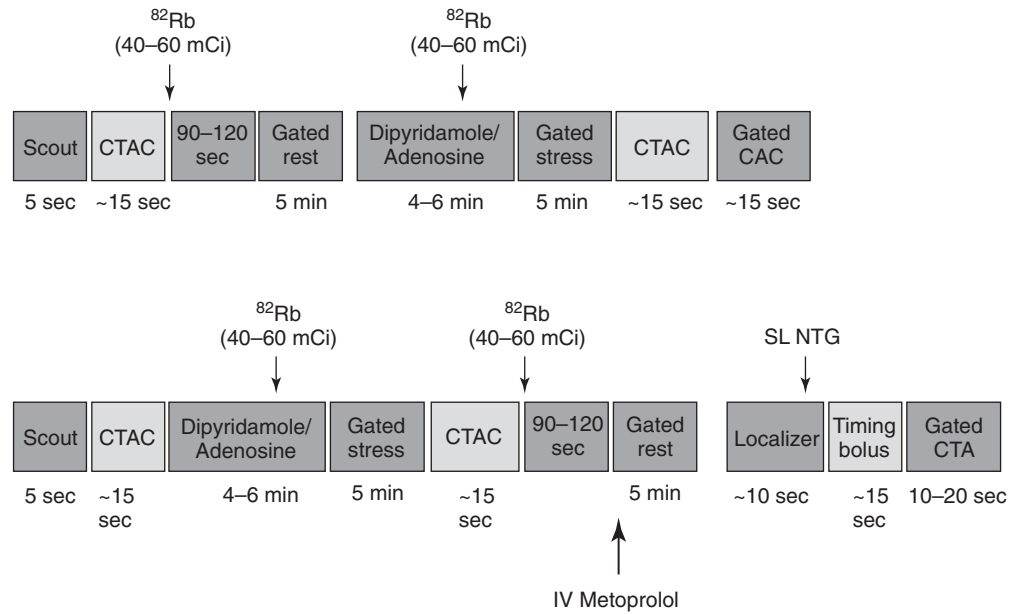 ⁸²Rb
(40–60 mCi)
⁸²Rb
(40–60 mCi)
Scout
CTAC
90–120
sec
Gated
rest
Dipyridamole/
Adenosine
Gated
stress
CTAC
Gated
CAC
5 sec
~15 sec
5 min
4–6 min
5 min
~15 sec
~15 sec
⁸²Rb
(40–60 mCi)
⁸²Rb
(40–60 mCi)
SL NTG
Scout
CTAC
Dipyridamole/
Adenosine
Gated
stress
CTAC
90–120
sec
Gated
rest
Localizer
Timing
bolus
Gated
CTA
5 sec
~15
sec
4–6 min
5 min
~15
sec
5 min
~10 sec
~15
sec
10–20 sec
IV Metoprolol